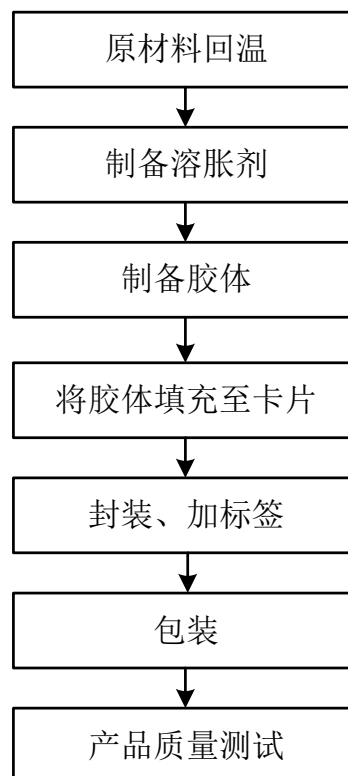 原材料回温
制备溶胀剂
制备胶体
将胶体填充至卡片
封装、加标签
包装
产品质量测试